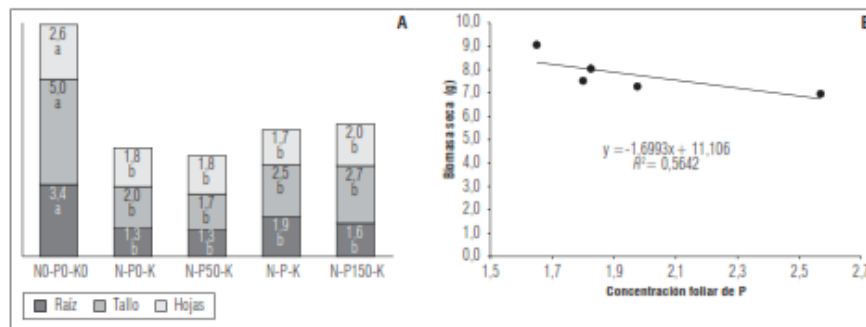 A
2,6
a
5,0
a
3,4
a
1,8
b
2,0
b
1,3
b
1,8
b
1,7
b
1,3
b
1,7
b
2,5
b
1,9
b
2,0
b
2,7
b
1,6
b
N0-P0-K0 N-P0-K N-P50-K N-P-K N-P150-K
Raíz Tallo Hojas
Biomasa seca (g)
10,0
9,0
8,0
7,0
6,0
5,0
4,0
3,0
2,0
1,0
0,0
y = -1,6993x + 11,106
R² = 0,5642
1,5 1,7 1,9 2,1 2,3 2,5 2,7
Concentración foliar de P